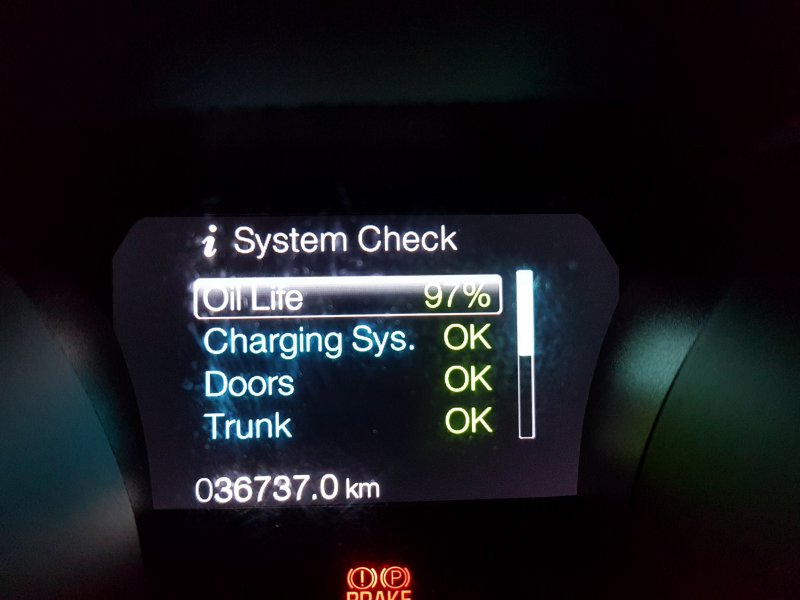 i System Check
Oil Life 97%
Charging Sys. OK
Doors OK
Trunk OK
036737.0 km
(!) (P)
BRAKE